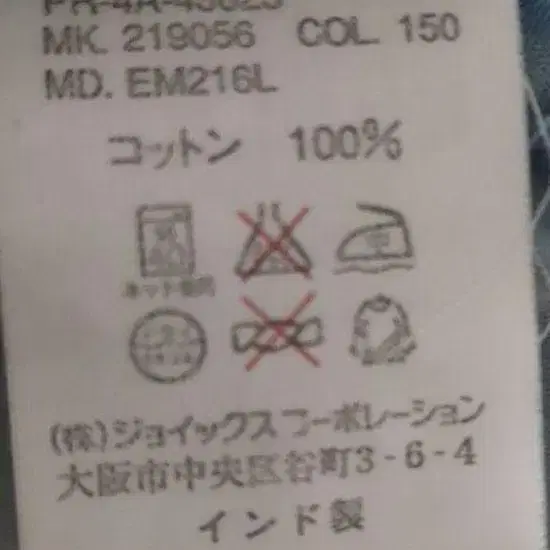 MK. 219056 COL. 150
MD. EM216L
コットン 100%
中
(株)ジョイックスコーポレーション
大阪市中央区谷町3-6-4
インド製